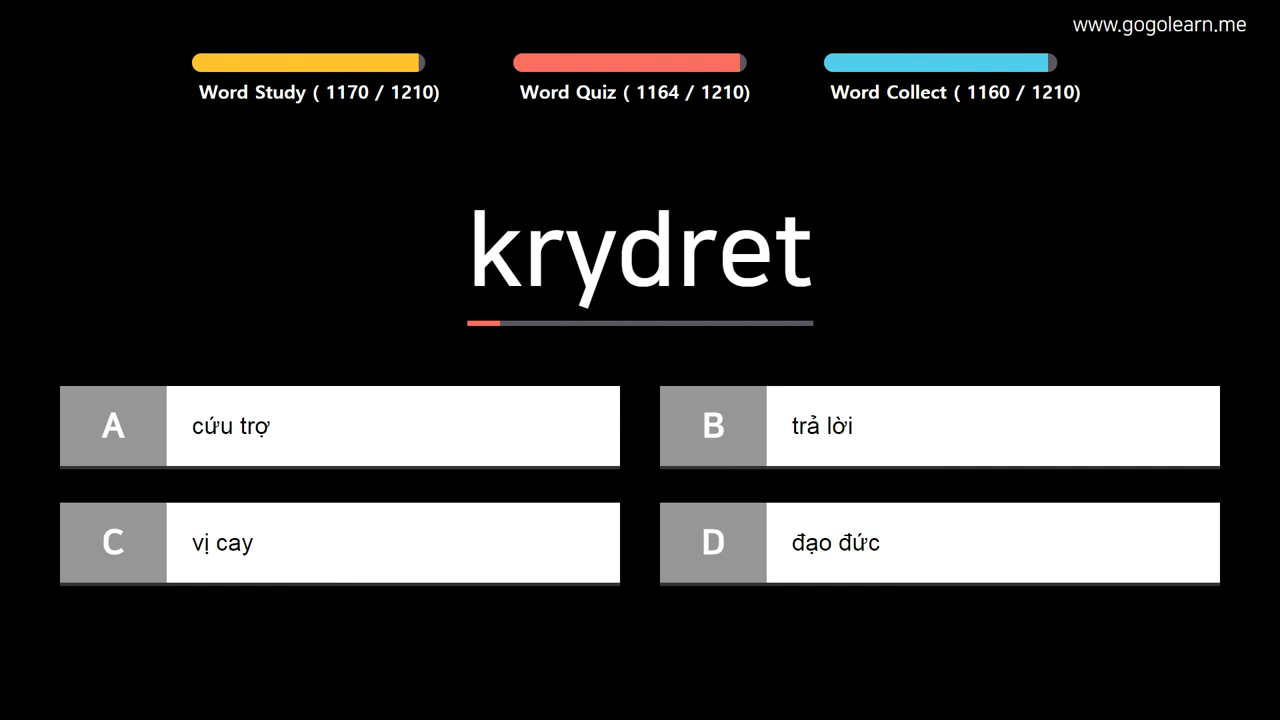 www.gogolearn.me
Word Study ( 1170 / 1210)
Word Quiz ( 1164 / 1210)
Word Collect ( 1160 / 1210)
krydret
A cứu trợ
B trả lời
C vị cay
D đạo đức